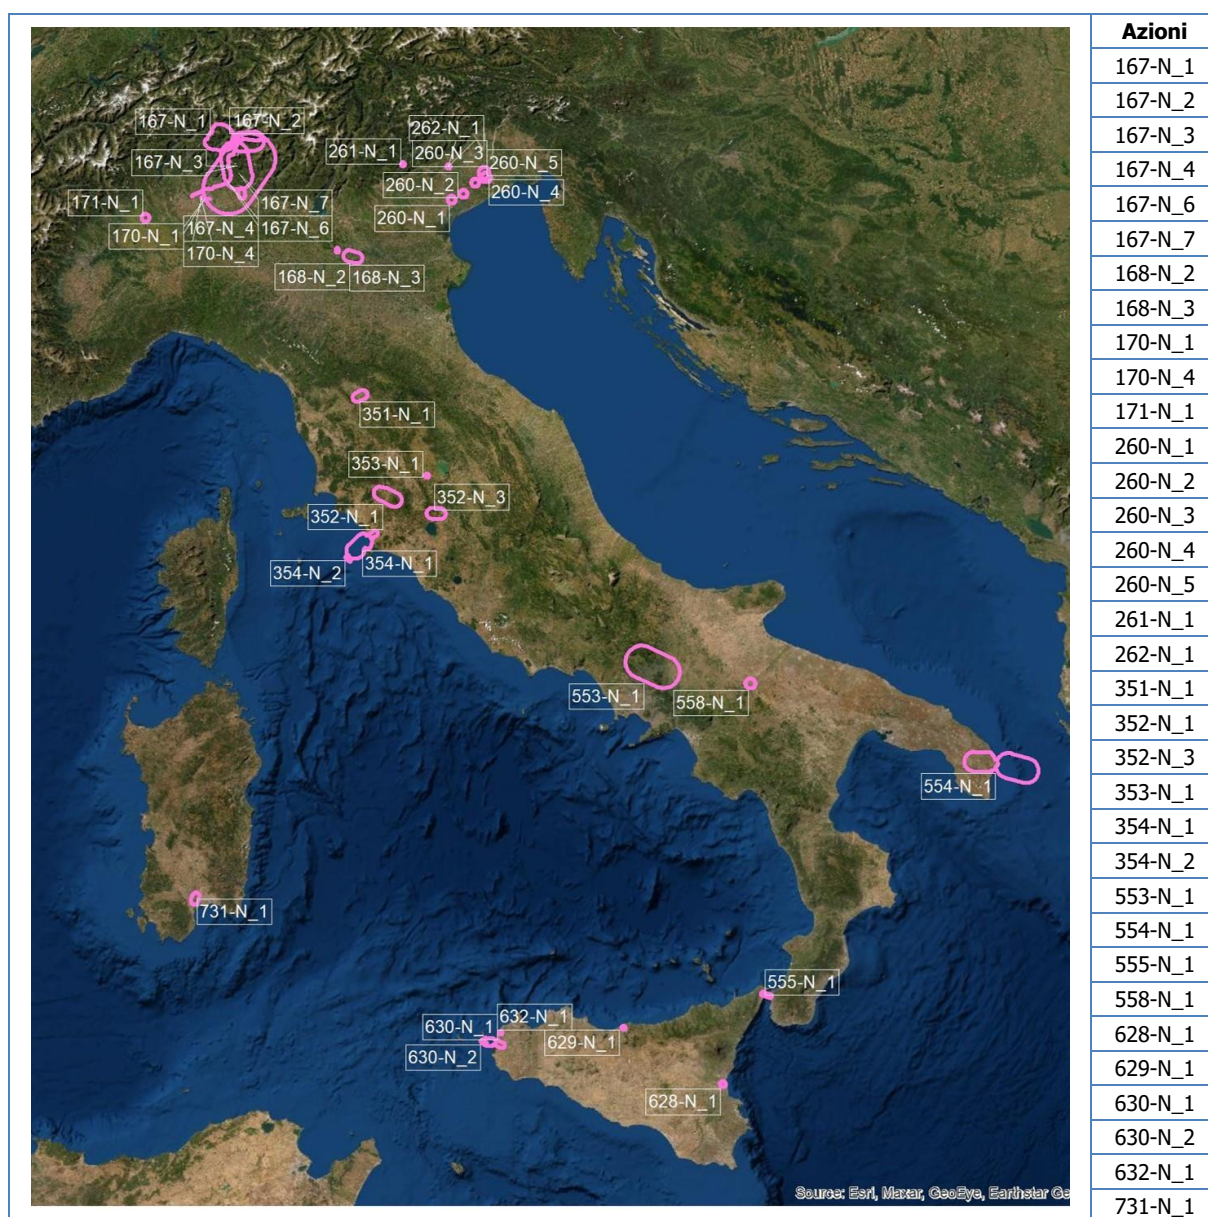 Azioni
167-N_1
167-N_2
167-N_3
167-N_4
167-N_6
167-N_7
168-N_2
168-N_3
170-N_1
170-N_4
171-N_1
260-N_1
260-N_2
260-N_3
260-N_4
260-N_5
261-N_1
262-N_1
351-N_1
352-N_1
352-N_3
353-N_1
354-N_1
354-N_2
553-N_1
554-N_1
555-N_1
558-N_1
628-N_1
629-N_1
630-N_1
630-N_2
632-N_1
731-N_1
167-N_1
167-N_2
262-N_1
261-N_1
260-N_3
167-N_3
260-N_5
260-N_2
260-N_4
171-N_1
167-N_7
260-N_1
170-N_1
167-N_4
167-N_6
170-N_4
168-N_2
168-N_3
351-N_1
353-N_1
352-N_3
352-N_1
354-N_1
354-N_2
553-N_1
558-N_1
554-N_1
731-N_1
555-N_1
632-N_1
630-N_1
629-N_1
630-N_2
628-N_1
Source: Esri, Maxar, GeoEye, Earthstar Ge